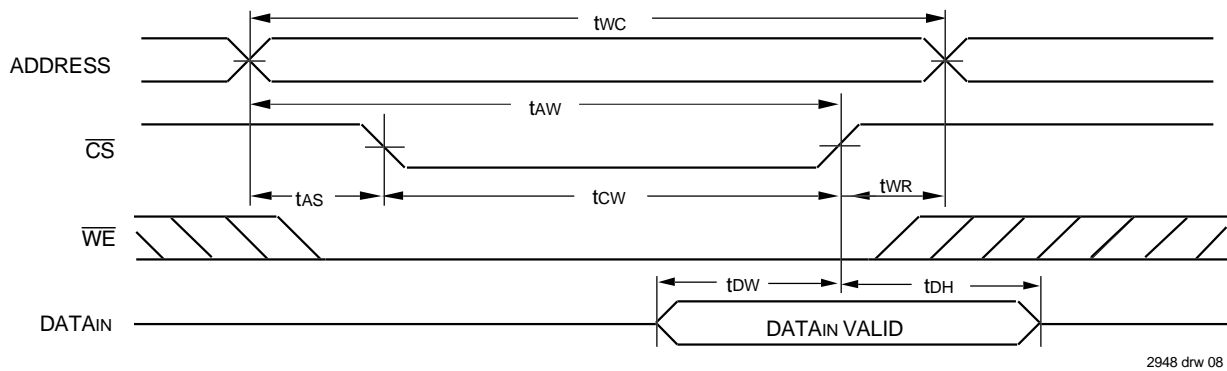 tWC
ADDRESS
tAW
CS
tAS
tCW
tWR
WE
tDW
tDH
DATAIN
DATAIN VALID
2948 drw 08